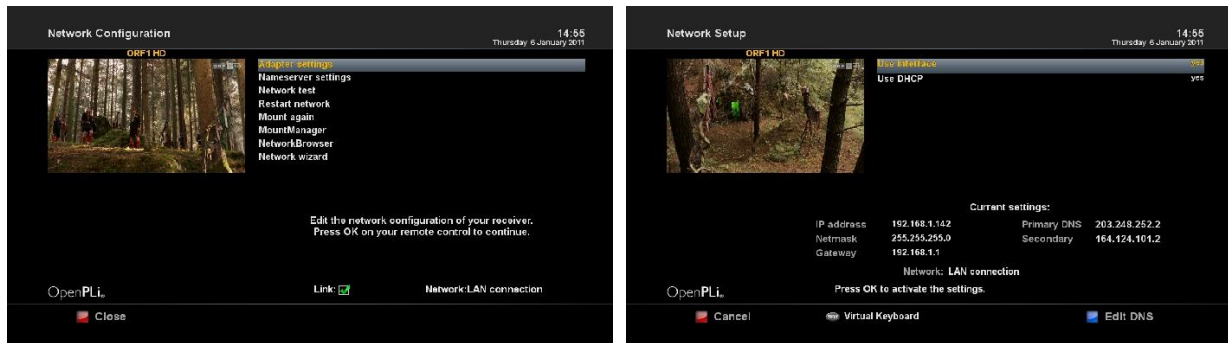 Network Configuration
14:55
Thursday 6 January 2011
ORF1 HD
Adapter settings
Nameserver settings
Network test
Restart network
Mount again
MountManager
NetworkBrowser
Network wizard
Edit the network configuration of your receiver.
Press OK on your remote control to continue.
OpenPLi®
Link:
Network:LAN connection
Close
Network Setup
14:55
Thursday 6 January 2011
ORF1 HD
Use Interface yes
Use DHCP yes
Current settings:
IP address 192.168.1.142 Primary DNS 203.248.252.2
Netmask 255.255.255.0 Secondary 164.124.101.2
Gateway 192.168.1.1
Network: LAN connection
OpenPLi®
Press OK to activate the settings.
Cancel
Virtual Keyboard
Edit DNS